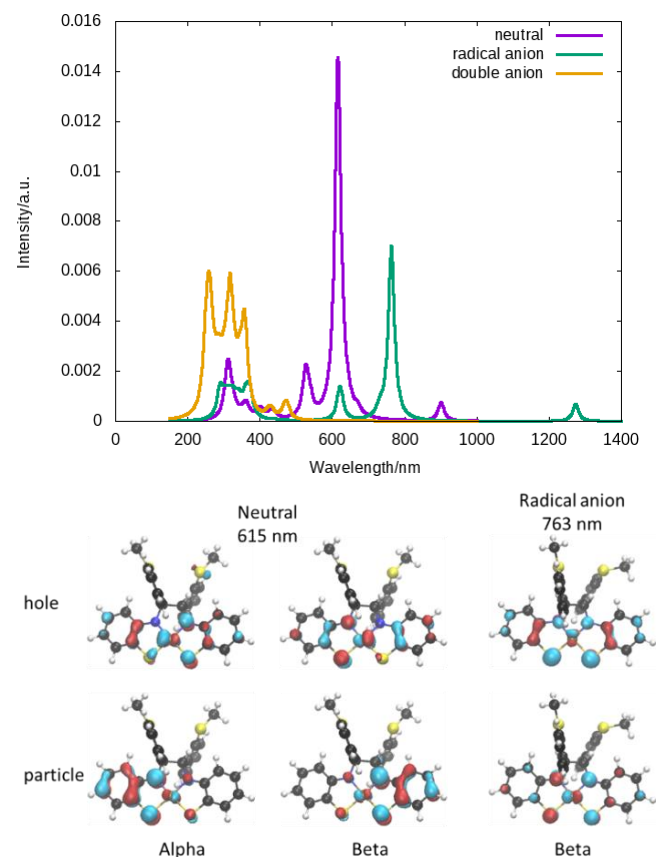 Intensity/a.u.
0.016
0.014
0.012
0.01
0.008
0.006
0.004
0.002
0
neutral
radical anion
double anion
0 200 400 600 800 1000 1200 1400
Wavelength/nm
Neutral
615 nm
Radical anion
763 nm
hole
particle
Alpha Beta Beta